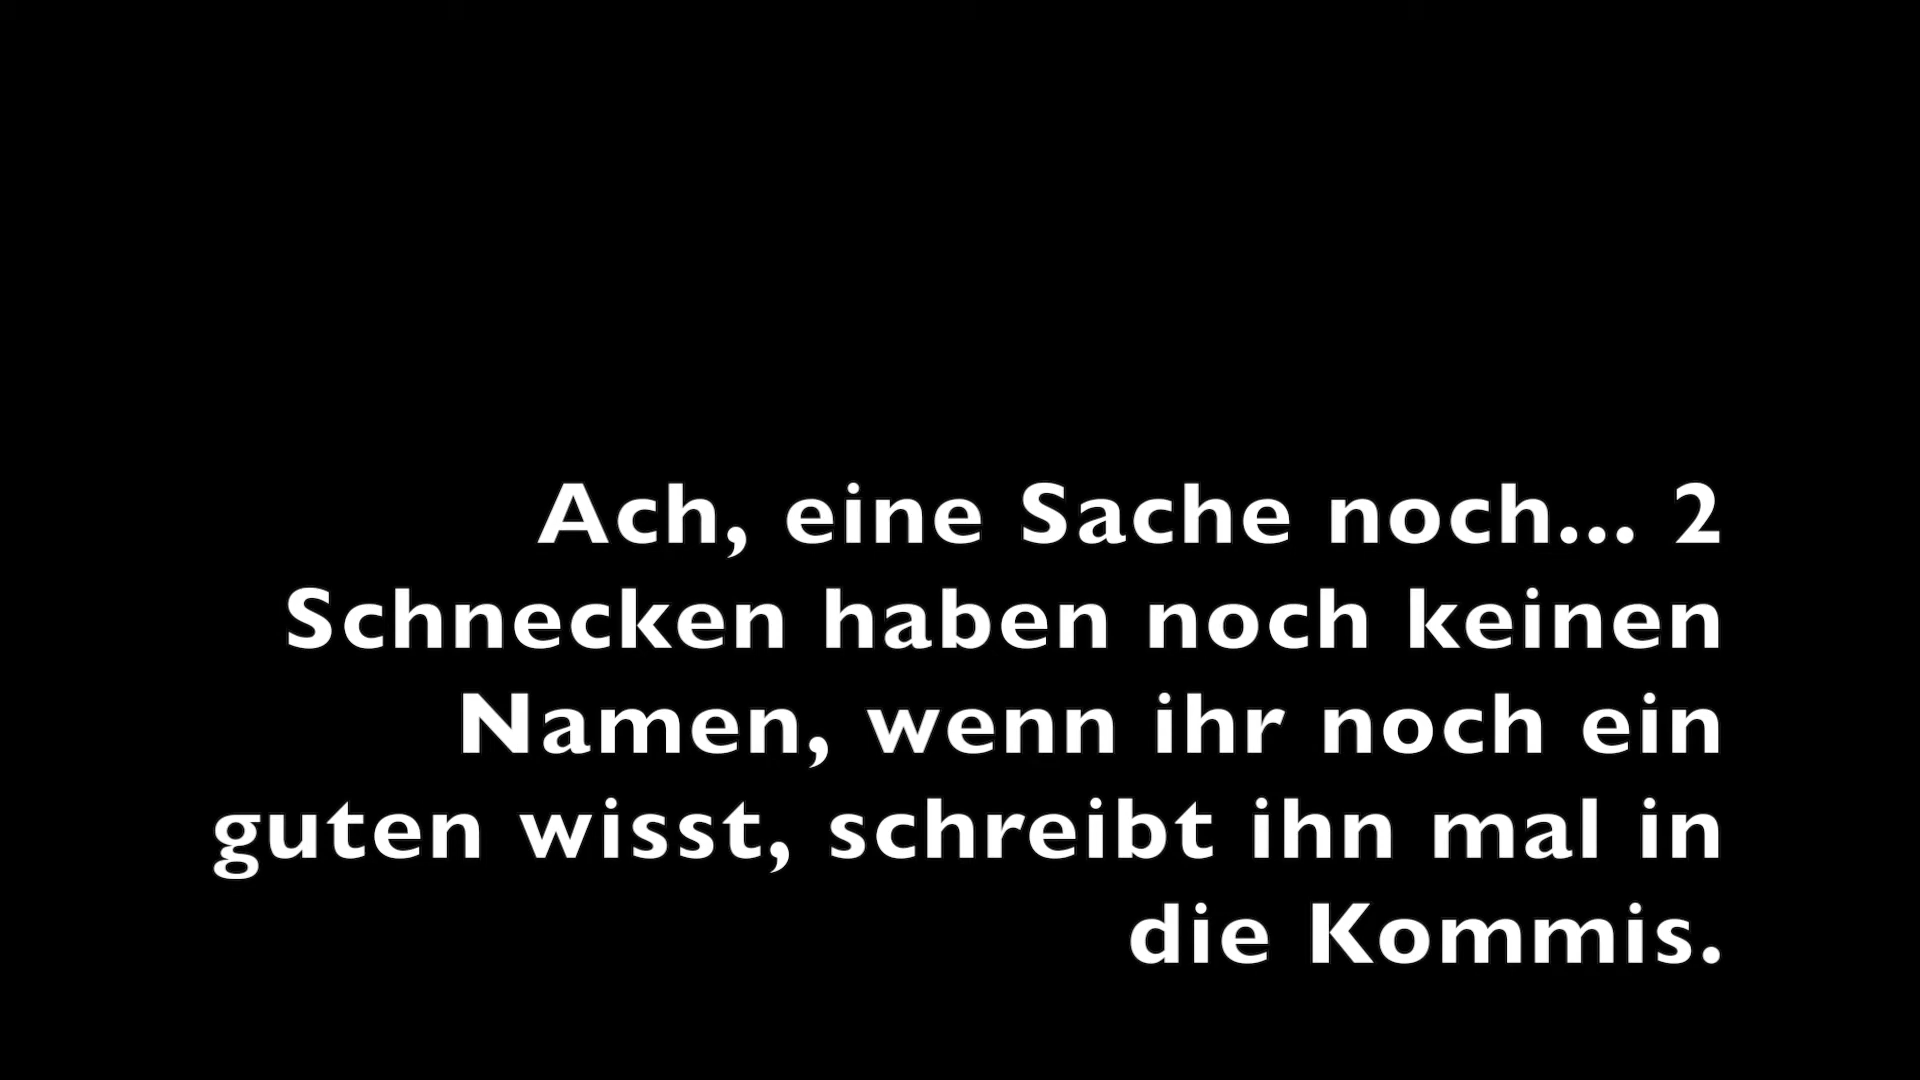 Ach, eine Sache noch... 2
Schnecken haben noch keinen
Namen, wenn ihr noch ein
guten wisst, schreibt ihn mal in
die Kommis.